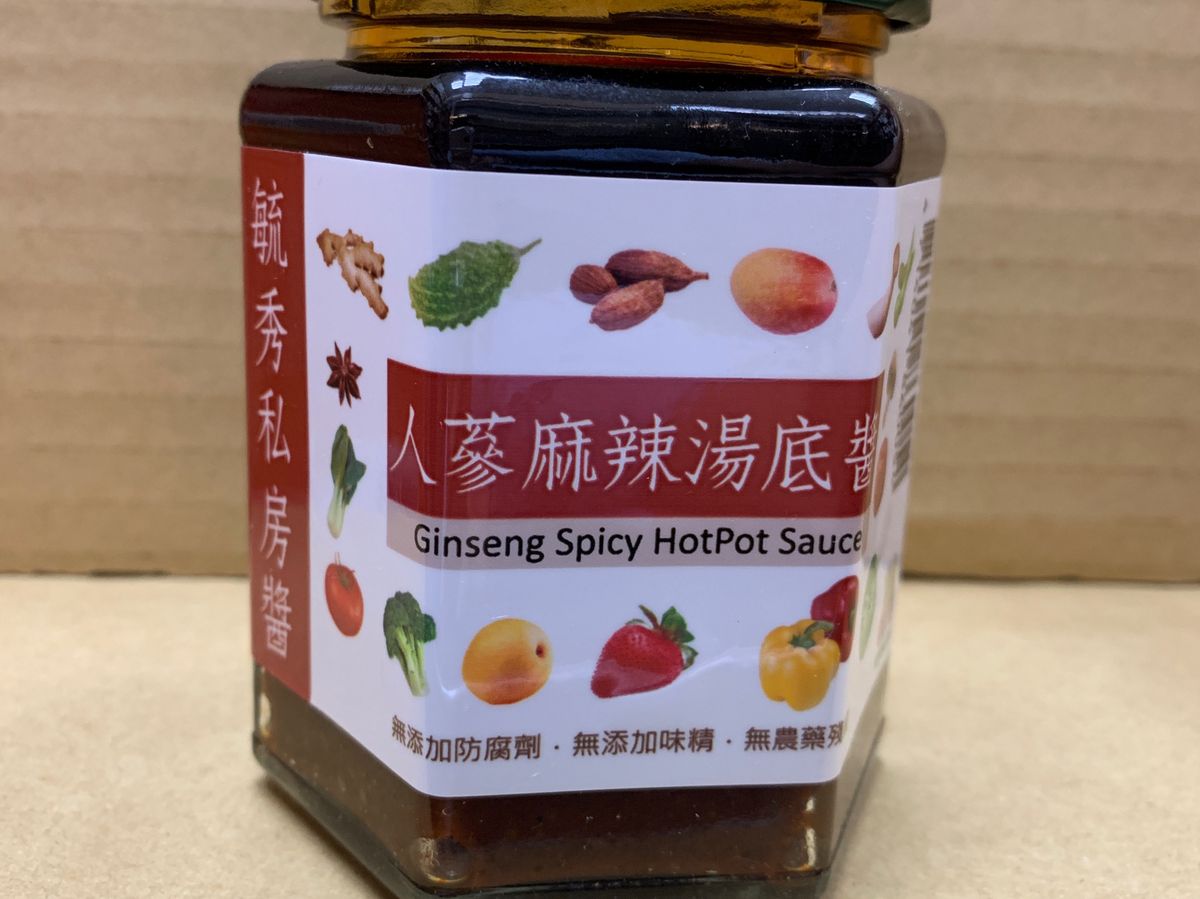 毓秀私房醬
人蔘麻辣湯底醬
Ginseng Spicy HotPot Sauce
無添加防腐劑．無添加味精．無農藥殘